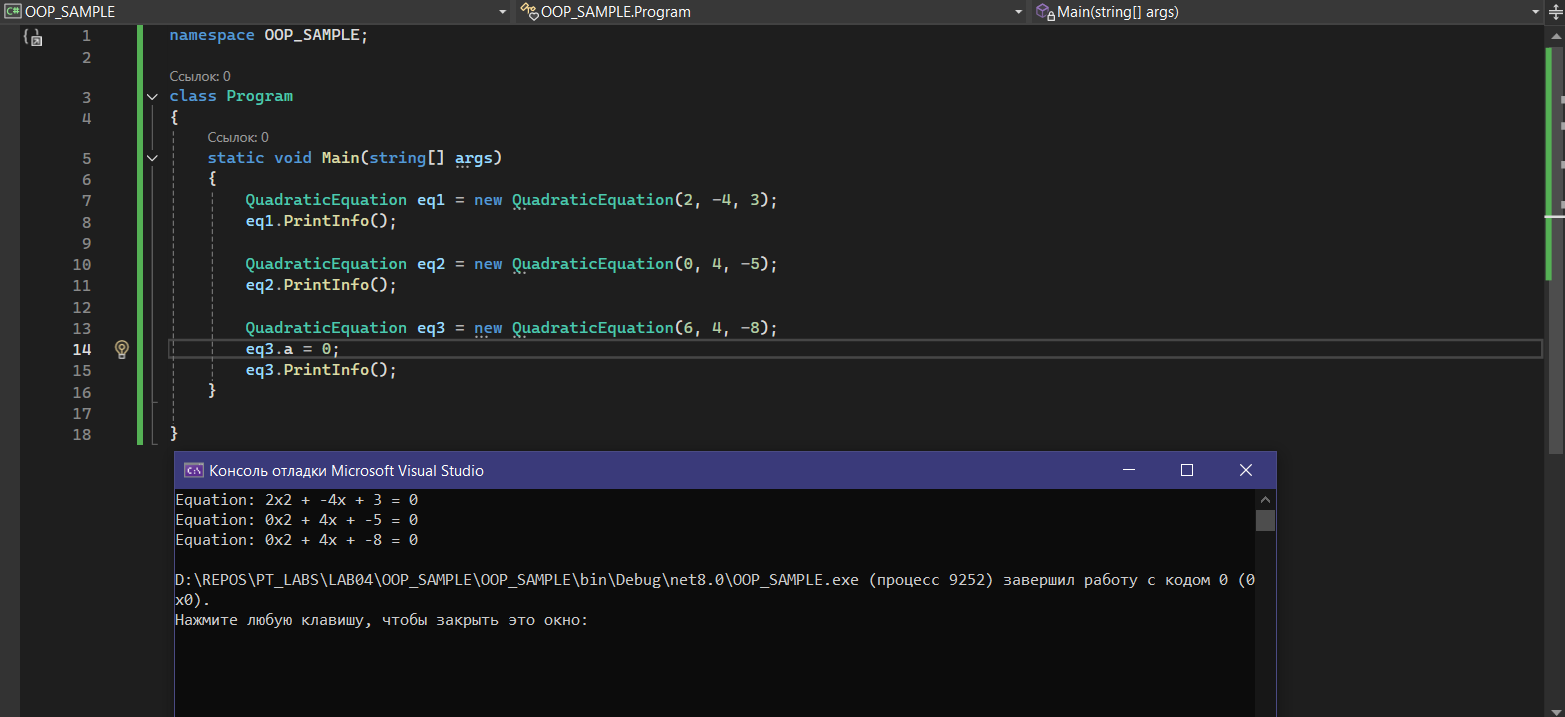 C# OOP_SAMPLE OOP_SAMPLE.Program Main(string[] args)
1 namespace OOP_SAMPLE;
2
Ссылок: 0
3 class Program
4 {
Ссылок: 0
5 static void Main(string[] args)
6 {
7 QuadraticEquation eq1 = new QuadraticEquation(2, -4, 3);
8 eq1.PrintInfo();
9
10 QuadraticEquation eq2 = new QuadraticEquation(0, 4, -5);
11 eq2.PrintInfo();
12
13 QuadraticEquation eq3 = new QuadraticEquation(6, 4, -8);
14 eq3.a = 0;
15 eq3.PrintInfo();
16 }
17
18 }
C:\ Консоль отладки Microsoft Visual Studio
Equation: 2x2 + -4x + 3 = 0
Equation: 0x2 + 4x + -5 = 0
Equation: 0x2 + 4x + -8 = 0
D:\REPOS\PT_LABS\LAB04\OOP_SAMPLE\OOP_SAMPLE\bin\Debug\net8.0\OOP_SAMPLE.exe (процесс 9252) завершил работу с кодом 0 (0
x0).
Нажмите любую клавишу, чтобы закрыть это окно: